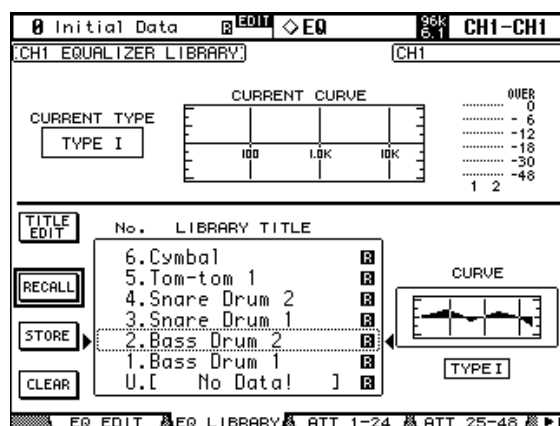 0 Initial Data R EDIT ◇EQ 96k 6.1 CH1-CH1
CH1 EQUALIZER LIBRARY CH1
CURRENT TYPE
TYPE I
CURRENT CURVE
100 1.0K 10K
OVER
0
- 6
-12
-18
-30
-48
1 2
TITLE EDIT
RECALL
STORE
CLEAR
No. LIBRARY TITLE
6.Cymbal R
5.Tom-tom 1 R
4.Snare Drum 2 R
3.Snare Drum 1 R
2.Bass Drum 2 R
1.Bass Drum 1 R
U.[ No Data! ] R
CURVE
TYPE I
EQ EDIT EQ LIBRARY ATT 1-24 ATT 25-48